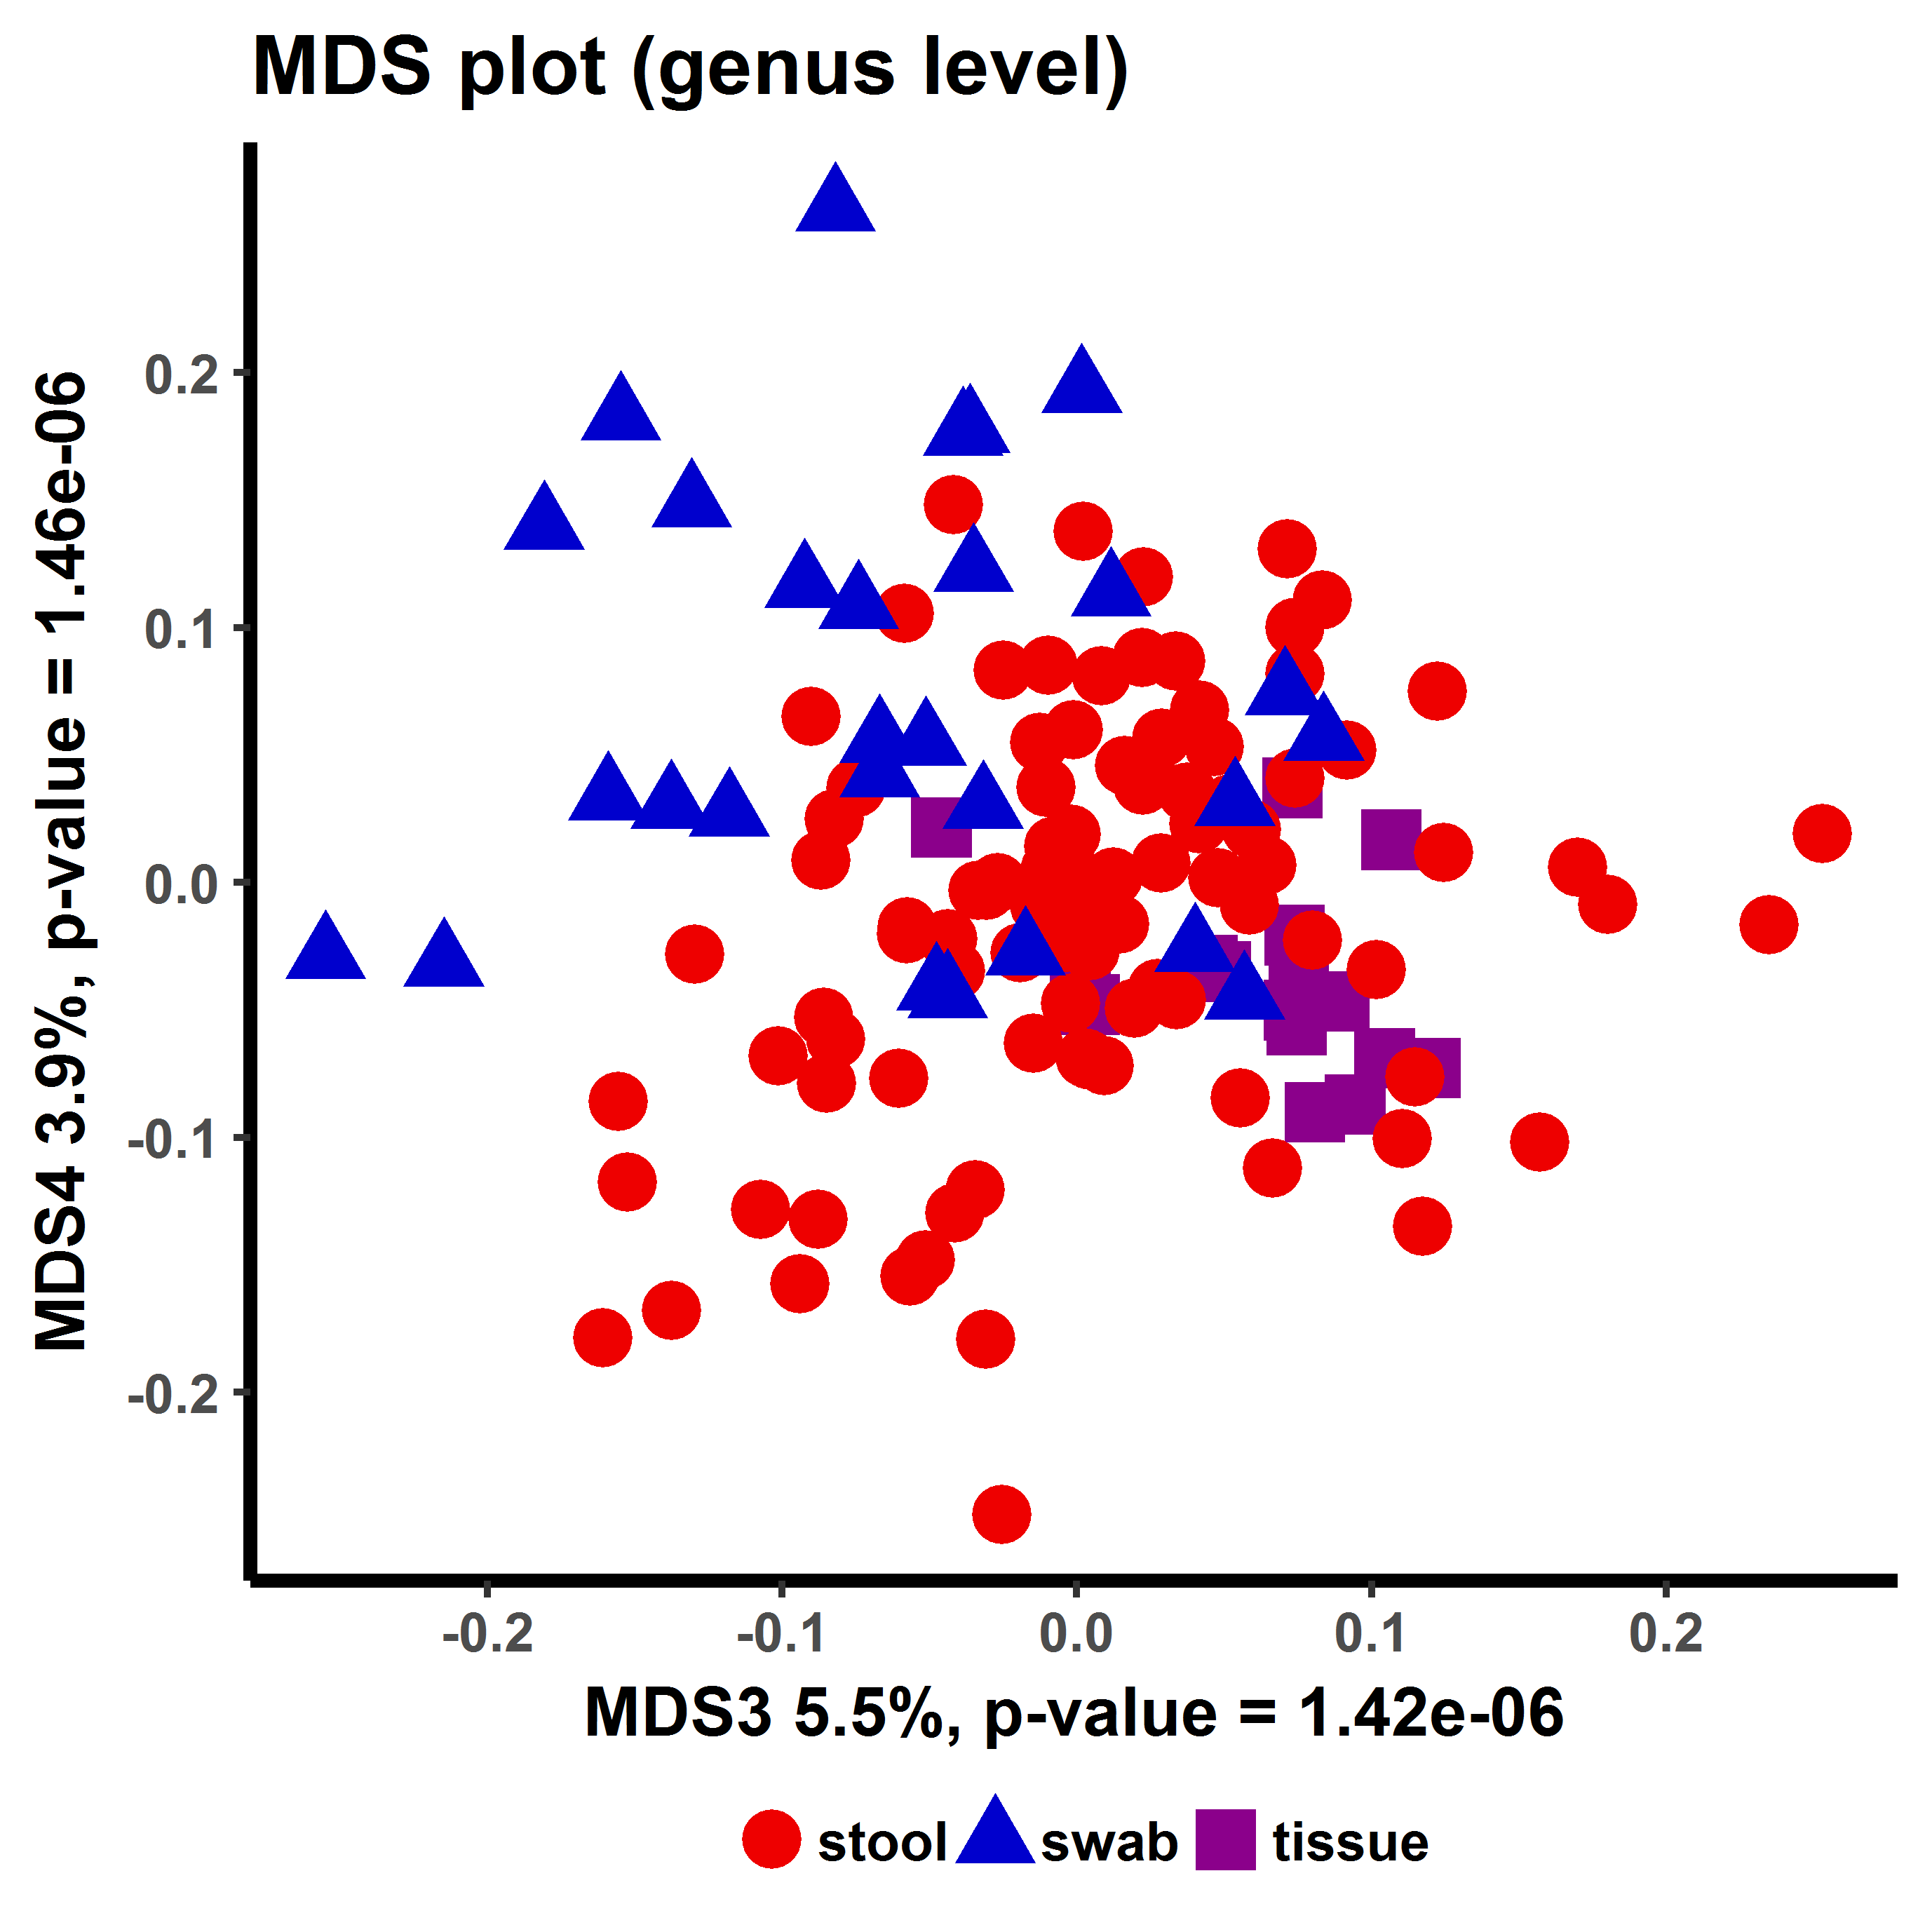 MDS plot (genus level)
MDS4 3.9%, p-value = 1.46e-06
0.2
0.1
0.0
-0.1
-0.2
-0.2 -0.1 0.0 0.1 0.2
MDS3 5.5%, p-value = 1.42e-06
stool swab tissue